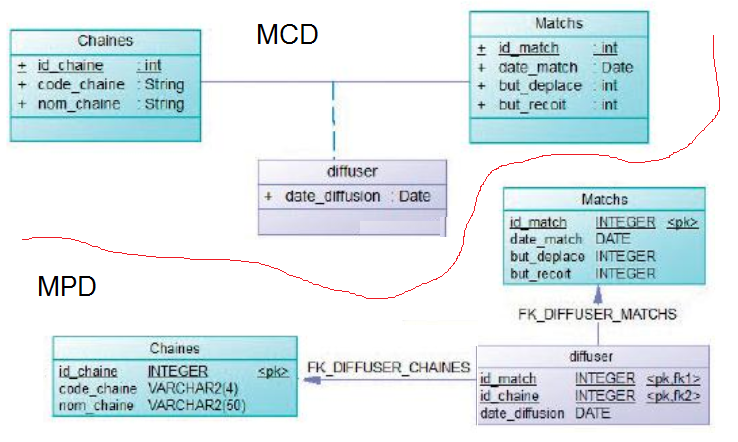 MCD
Chaines
+ id_chaine : int
+ code_chaine : String
+ nom_chaine : String
Matchs
+ id_match : int
+ date_match : Date
+ but_deplace : int
+ but_recoit : int
diffuser
+ date_diffusion : Date
MPD
Matchs
id_match INTEGER <pk>
date_match DATE
but_deplace INTEGER
but_recoit INTEGER
FK_DIFFUSER_MATCHS
Chaines
id_chaine INTEGER <pk>
code_chaine VARCHAR2(4)
nom_chaine VARCHAR2(50)
FK_DIFFUSER_CHAINES
diffuser
id_match INTEGER <pk,fk1>
id_chaine INTEGER <pk,fk2>
date_diffusion DATE